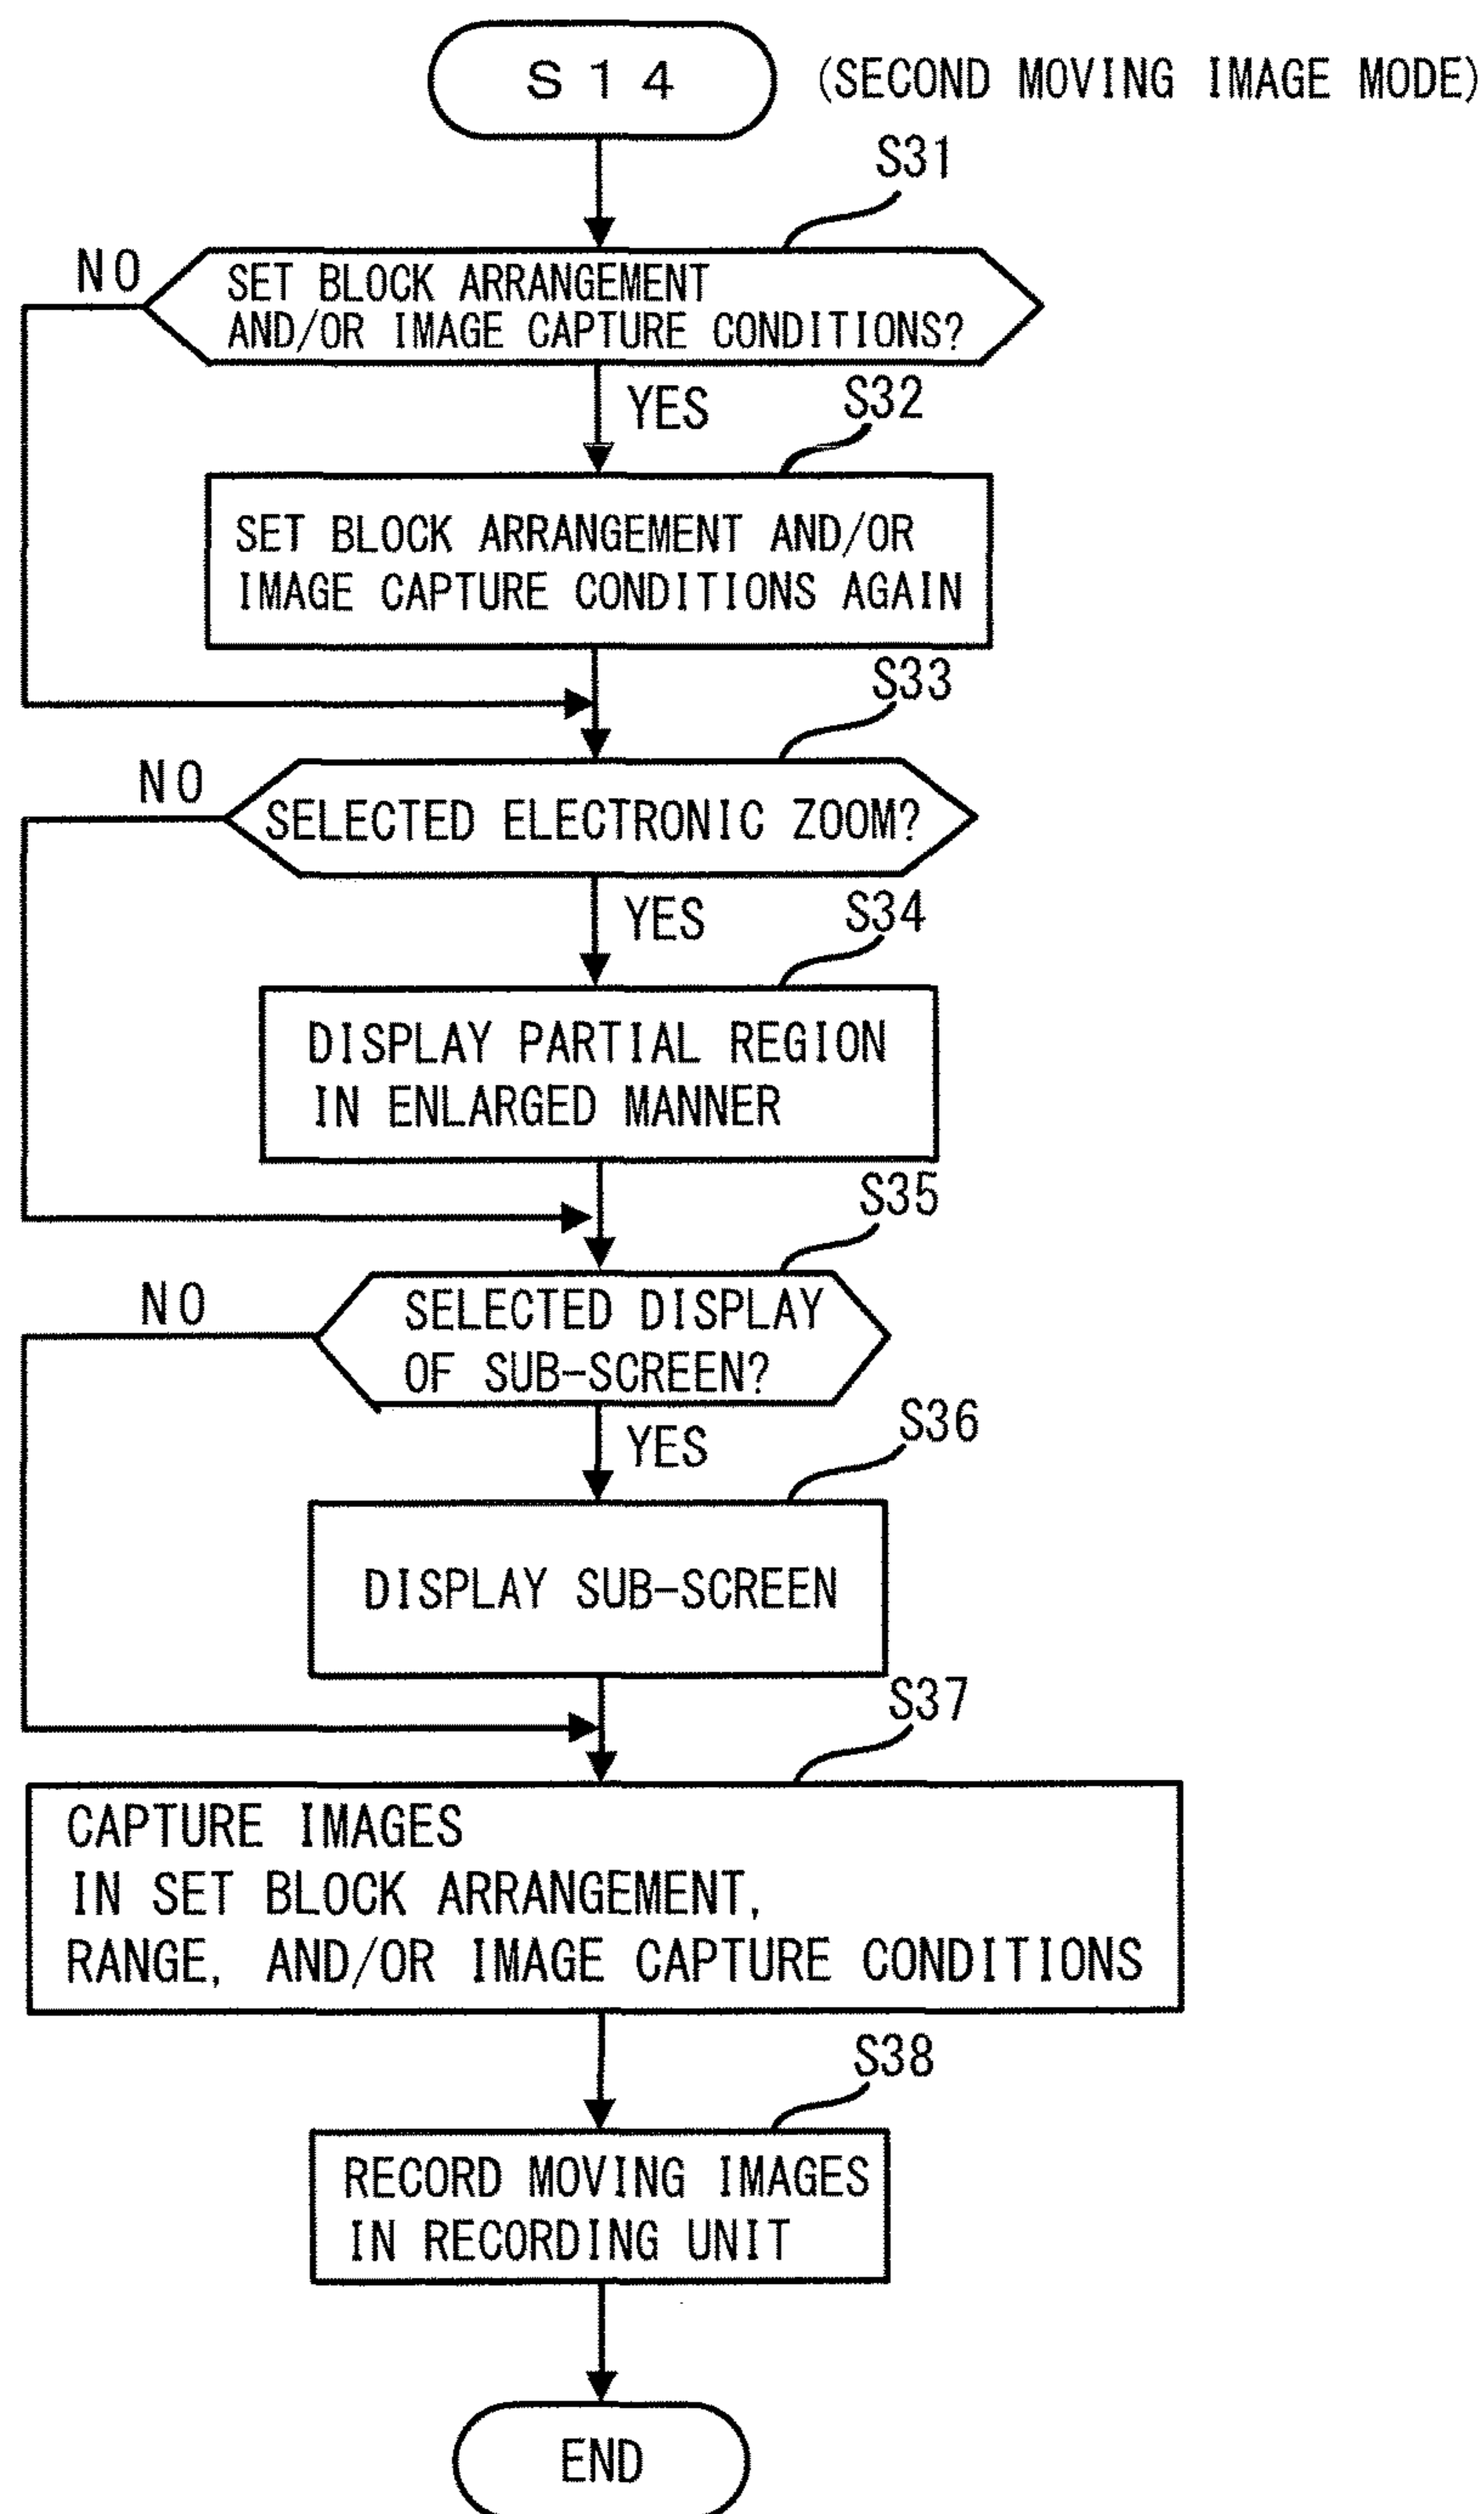 S14 (SECOND MOVING IMAGE MODE)
S31
NO
SET BLOCK ARRANGEMENT
AND/OR IMAGE CAPTURE CONDITIONS?
YES
S32
SET BLOCK ARRANGEMENT AND/OR
IMAGE CAPTURE CONDITIONS AGAIN
S33
NO
SELECTED ELECTRONIC ZOOM?
YES
S34
DISPLAY PARTIAL REGION
IN ENLARGED MANNER
S35
NO
SELECTED DISPLAY
OF SUB-SCREEN?
YES
S36
DISPLAY SUB-SCREEN
S37
CAPTURE IMAGES
IN SET BLOCK ARRANGEMENT,
RANGE, AND/OR IMAGE CAPTURE CONDITIONS
S38
RECORD MOVING IMAGES
IN RECORDING UNIT
END